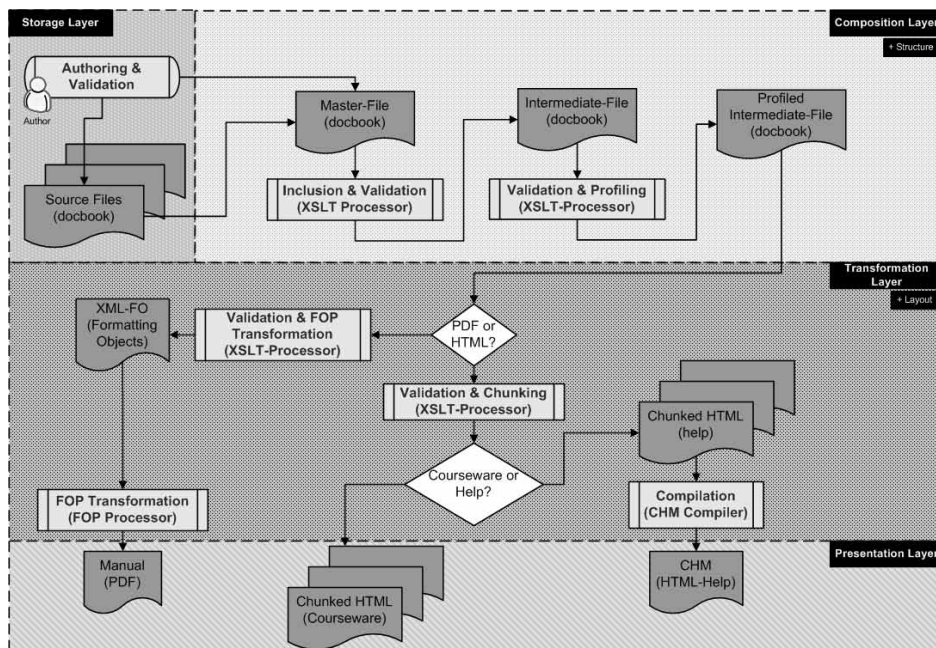 Storage Layer
Composition Layer
+ Structure
Authoring &
Validation
Author
Master-File
(docbook)
Intermediate-File
(docbook)
Profiled
Intermediate-File
(docbook)
Source Files
(docbook)
Inclusion & Validation
(XSLT Processor)
Validation & Profiling
(XSLT-Processor)
Transformation
Layer
+ Layout
XML-FO
(Formatting
Objects)
Validation & FOP
Transformation
(XSLT-Processor)
PDF or
HTML?
Validation & Chunking
(XSLT-Processor)
Chunked HTML
(help)
Courseware or
Help?
FOP Transformation
(FOP Processor)
Compilation
(CHM Compiler)
Presentation Layer
Manual
(PDF)
Chunked HTML
(Courseware)
CHM
(HTML-Help)